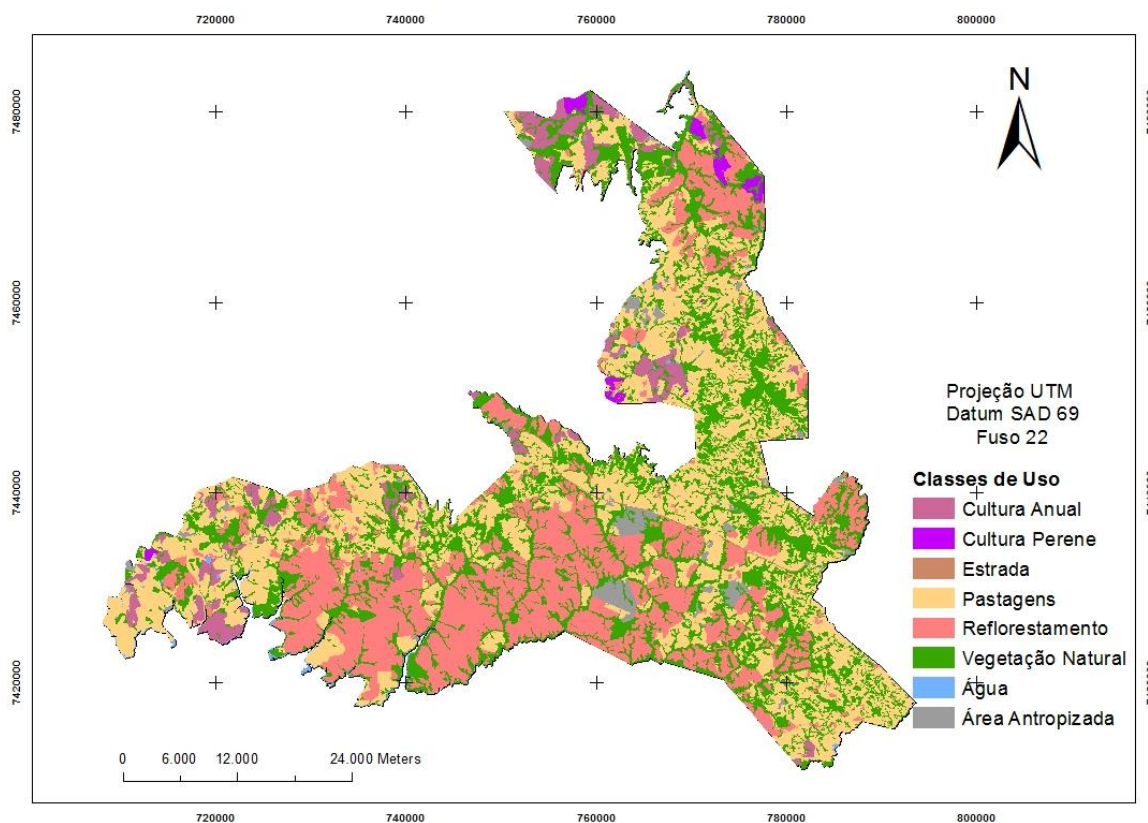 720000 740000 760000 780000 800000
7480000
7460000
7440000
7420000
N
Projeção UTM
Datum SAD 69
Fuso 22
Classes de Uso
Cultura Anual
Cultura Perene
Estrada
Pastagens
Reflorestamento
Vegetação Natural
Água
Área Antropizada
0 6.000 12.000 24.000 Meters
720000 740000 760000 780000 800000